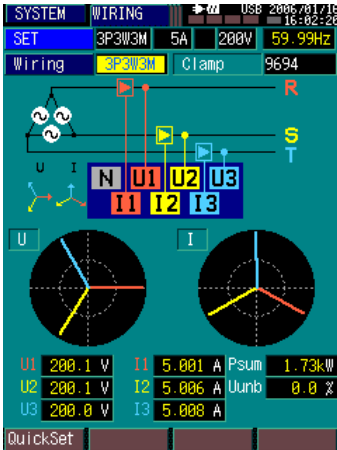 SYSTEM WIRING USB 2006/01/16
16:02:20
SET 3P3W3M 5A 200V 59.99Hz
Wiring 3P3W3M Clamp 9694
R
S
T
U I
N U1 U2 U3
I1 I2 I3
U I
U1 200.1 V I1 5.001 A Psum 1.73kW
U2 200.1 V I2 5.006 A Uunb 0.0 %
U3 200.0 V I3 5.008 A
QuickSet